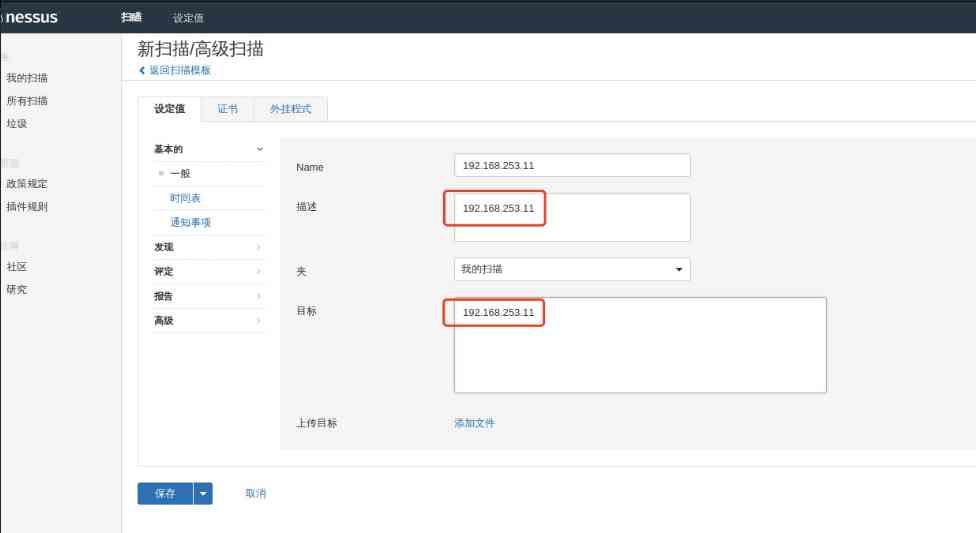 nessus
扫描
设定值
新扫描/高级扫描
返回扫描模板
我的扫描
所有扫描
垃圾
政策规定
插件规则
社区
研究
设定值
证书
外挂程式
基本的
一般
时间表
通知事项
发现
评定
报告
高级
Name
192.168.253.11
描述
192.168.253.11
夹
我的扫描
目标
192.168.253.11
上传目标
添加文件
保存
取消